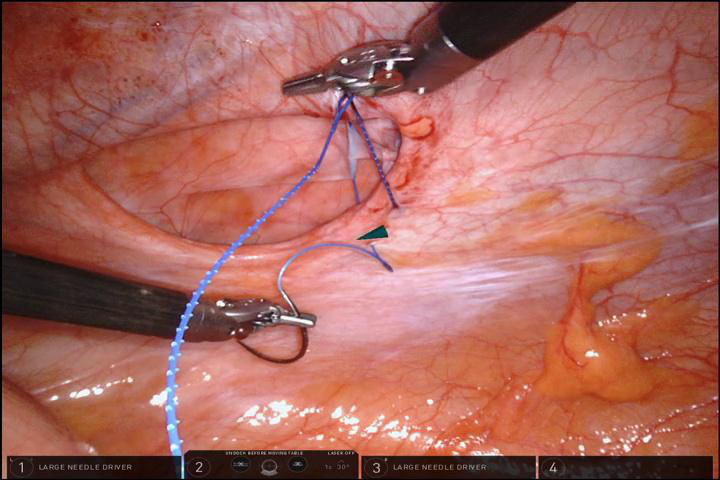 UNDOCK BEFORE MOVING TABLE
LASER OFF
1 LARGE NEEDLE DRIVER
2
1x 30°
3 LARGE NEEDLE DRIVER
4